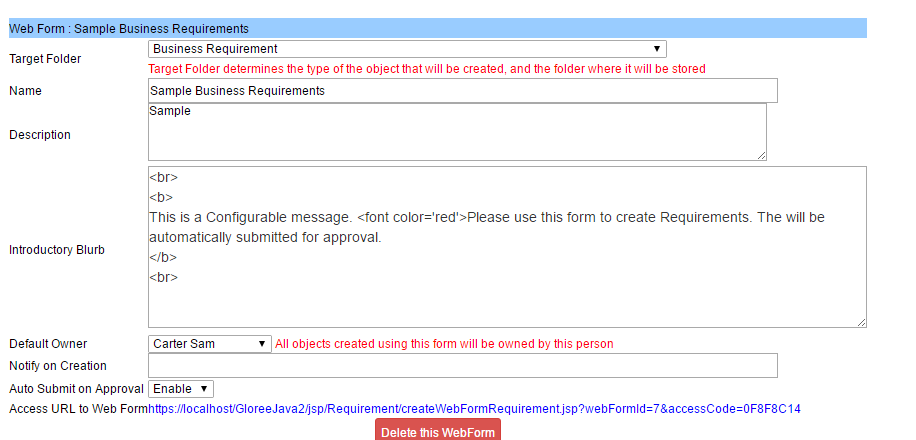 Web Form : Sample Business Requirements
Target Folder
Business Requirement
Target Folder determines the type of the object that will be created, and the folder where it will be stored
Name
Sample Business Requirements
Description
Sample
Introductory Blurb
<br>
<b>
This is a Configurable message. <font color='red'>Please use this form to create Requirements. The will be
automatically submitted for approval.
</b>
<br>
Default Owner
Carter Sam
All objects created using this form will be owned by this person
Notify on Creation
Auto Submit on Approval
Enable
Access URL to Web Formhttps://localhost/GloreeJava2/jsp/Requirement/createWebFormRequirement.jsp?webFormId=7&accessCode=0F8F8C14
Delete this WebForm